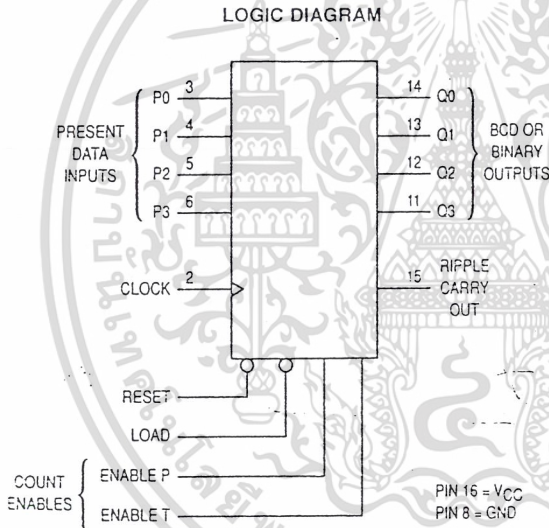 LOGIC DIAGRAM
PRESENT
DATA
INPUTS
P0 3
P1 4
P2 5
P3 6
CLOCK 2
14 Q0
13 Q1
12 Q2
11 Q3
BCD OR
BINARY
OUTPUTS
15 RIPPLE
CARRY
OUT
RESET
LOAD
COUNT
ENABLES
ENABLE P
ENABLE T
PIN 16 = VCC
PIN 8 = GND